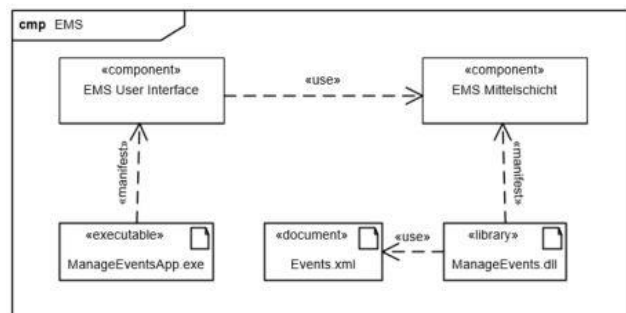 cmp EMS
«component»
EMS User Interface
«use»
«component»
EMS Mittelschicht
«manifest»
«manifest»
«executable»
ManageEventsApp.exe
«document»
Events.xml
«use»
«library»
ManageEvents.dll